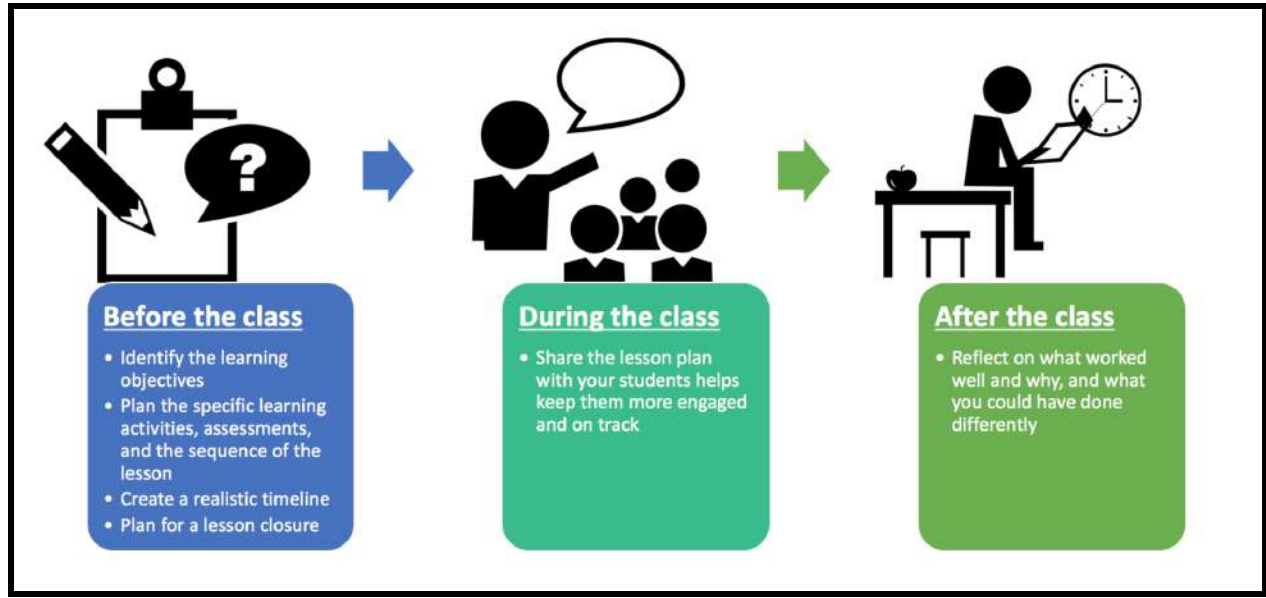 ?
Before the class
• Identify the learning
objectives
• Plan the specific learning
activities, assessments,
and the sequence of the
lesson
• Create a realistic timeline
• Plan for a lesson closure
During the class
• Share the lesson plan
with your students helps
keep them more engaged
and on track
After the class
• Reflect on what worked
well and why, and what
you could have done
differently